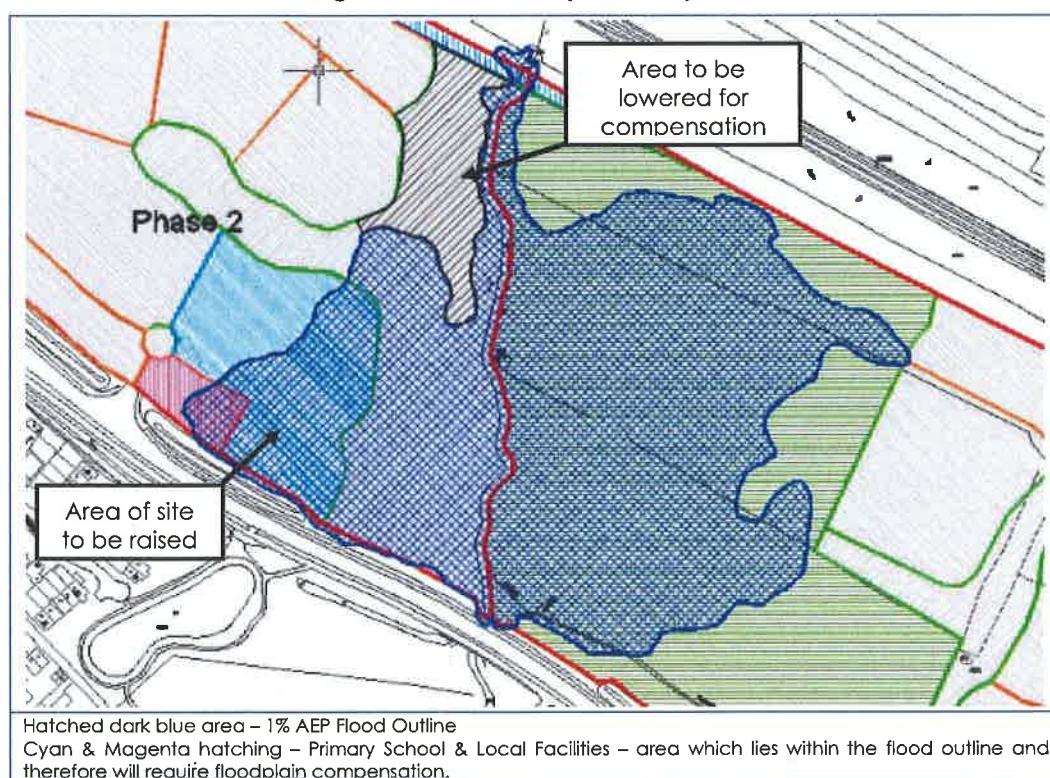 Area to be
lowered for
compensation
Phase 2
Area of site
to be raised
Hatched dark blue area – 1% AEP Flood Outline
Cyan & Magenta hatching – Primary School & Local Facilities – area which lies within the flood outline and
therefore will require floodplain compensation.